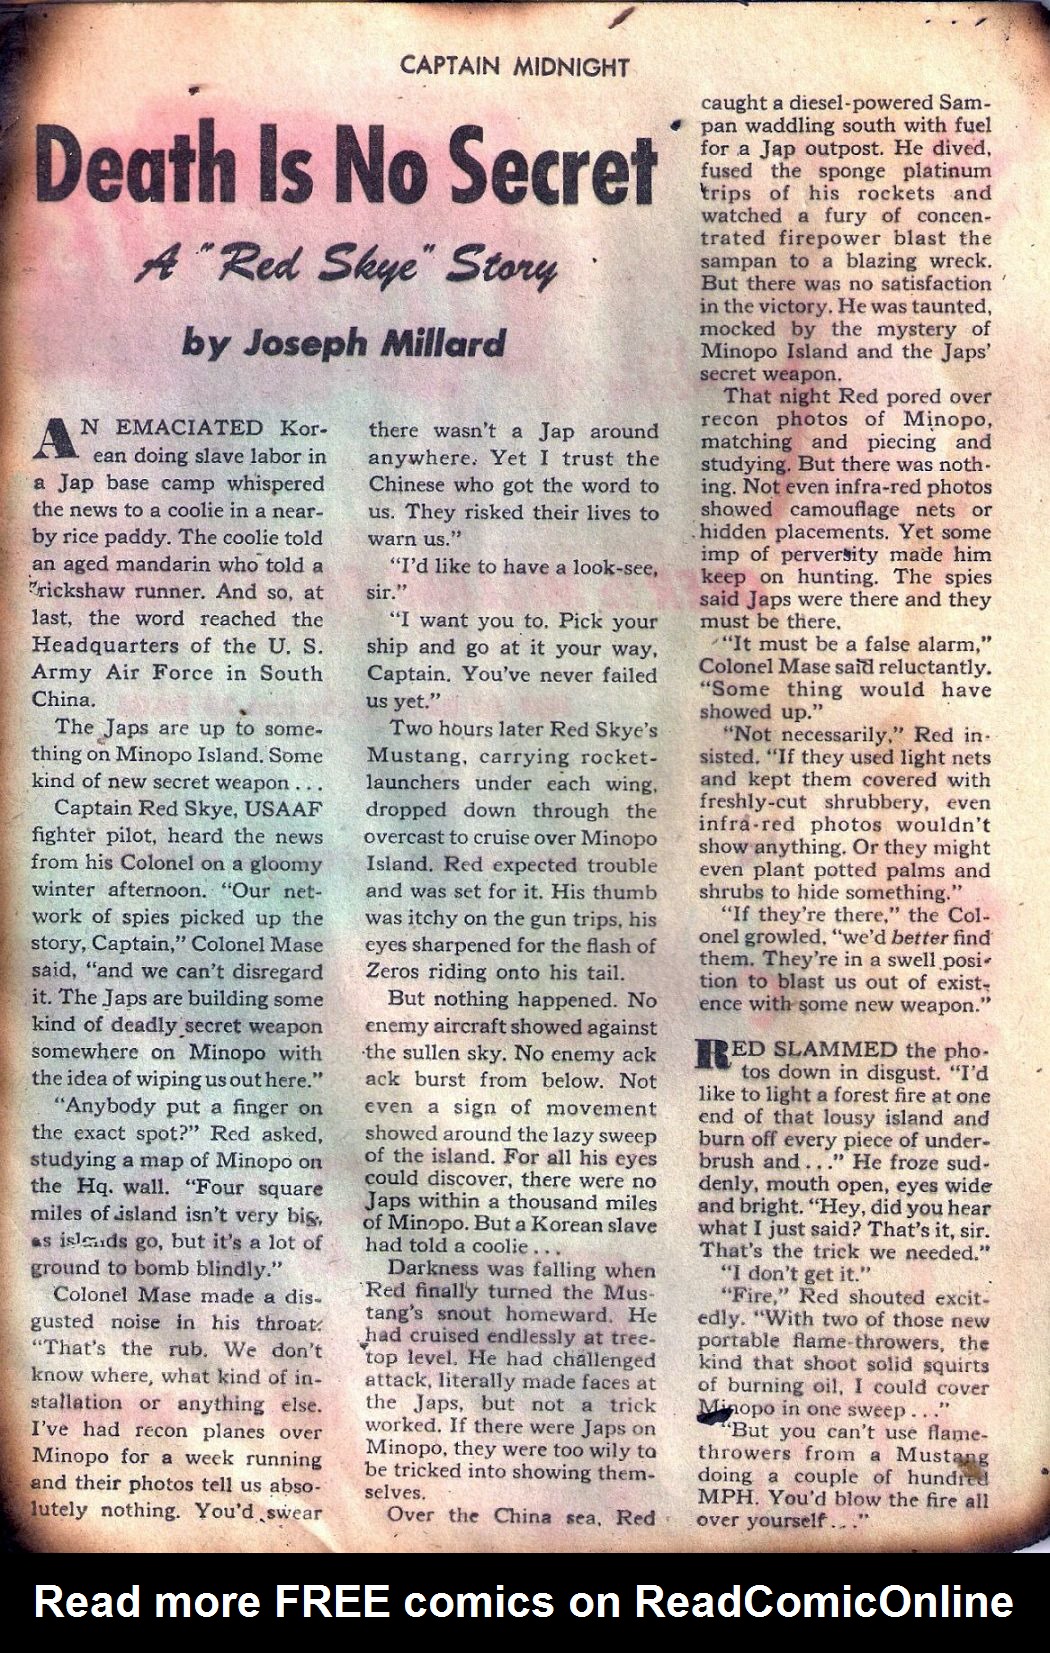 CAPTAIN MIDNIGHT
Death Is No Secret
A "Red Skye" Story
by Joseph Millard
AN EMACIATED Kor-
ean doing slave labor in
a Jap base camp whispered
the news to a coolie in a near-
by rice paddy. The coolie told
an aged mandarin who told a
rickshaw runner. And so, at
last, the word reached the
Headquarters of the U. S.
Army Air Force in South
China.
The Japs are up to some-
thing on Minopo Island. Some
kind of new secret weapon . . .
Captain Red Skye, USAAF
fighter pilot, heard the news
from his Colonel on a gloomy
winter afternoon. "Our net-
work of spies picked up the
story, Captain," Colonel Mase
said, "and we can't disregard
it. The Japs are building some
kind of deadly secret weapon
somewhere on Minopo with
the idea of wiping us out here."
"Anybody put a finger on
the exact spot?" Red asked,
studying a map of Minopo on
the Hq. wall. "Four square
miles of island isn't very big,
as islands go, but it's a lot of
ground to bomb blindly."
Colonel Mase made a dis-
gusted noise in his throat.
"That's the rub. We don't
know where, what kind of in-
stallation or anything else.
I've had recon planes over
Minopo for a week running
and their photos tell us abso-
lutely nothing. You'd swear
there wasn't a Jap around
anywhere. Yet I trust the
Chinese who got the word to
us. They risked their lives to
warn us."
"I'd like to have a look-see,
sir."
"I want you to. Pick your
ship and go at it your way,
Captain. You've never failed
us yet."
Two hours later Red Skye's
Mustang, carrying rocket-
launchers under each wing,
dropped down through the
overcast to cruise over Minopo
Island. Red expected trouble
and was set for it. His thumb
was itchy on the gun trips, his
eyes sharpened for the flash of
Zeros riding onto his tail.
But nothing happened. No
enemy aircraft showed against
the sullen sky. No enemy ack
ack burst from below. Not
even a sign of movement
showed around the lazy sweep
of the island. For all his eyes
could discover, there were no
Japs within a thousand miles
of Minopo. But a Korean slave
had told a coolie . . .
Darkness was falling when
Red finally turned the Mus-
tang's snout homeward. He
had cruised endlessly at tree-
top level. He had challenged
attack, literally made faces at
the Japs, but not a trick
worked. If there were Japs on
Minopo, they were too wily to
be tricked into showing them-
selves.
Over the China sea, Red
caught a diesel-powered Sam-
pan waddling south with fuel
for a Jap outpost. He dived,
fused the sponge platinum
trips of his rockets and
watched a fury of concen-
trated firepower blast the
sampan to a blazing wreck.
But there was no satisfaction
in the victory. He was taunted,
mocked by the mystery of
Minopo Island and the Japs'
secret weapon.
That night Red pored over
recon photos of Minopo,
matching and piecing and
studying. But there was noth-
ing. Not even infra-red photos
showed camouflage nets or
hidden placements. Yet some
imp of perversity made him
keep on hunting. The spies
said Japs were there and they
must be there.
"It must be a false alarm,"
Colonel Mase said reluctantly.
"Some thing would have
showed up."
"Not necessarily," Red in-
sisted. "If they used light nets
and kept them covered with
freshly-cut shrubbery, even
infra-red photos wouldn't
show anything. Or they might
even plant potted palms and
shrubs to hide something."
"If they're there," the Col-
onel growled, "we'd better find
them. They're in a swell posi-
tion to blast us out of exist-
ence with some new weapon."
RED SLAMMED the pho-
tos down in disgust. "I'd
like to light a forest fire at one
end of that lousy island and
burn off every piece of under-
brush and . . ." He froze sud-
denly, mouth open, eyes wide
and bright. "Hey, did you hear
what I just said? That's it, sir.
That's the trick we needed."
"I don't get it."
"Fire," Red shouted excit-
edly. "With two of those new
portable flame-throwers, the
kind that shoot solid squirts
of burning oil, I could cover
Minopo in one sweep . . ."
"But you can't use flame-
throwers from a Mustang
doing a couple of hundred
MPH. You'd blow the fire all
over yourself . . ."
Read more FREE comics on ReadComicOnline